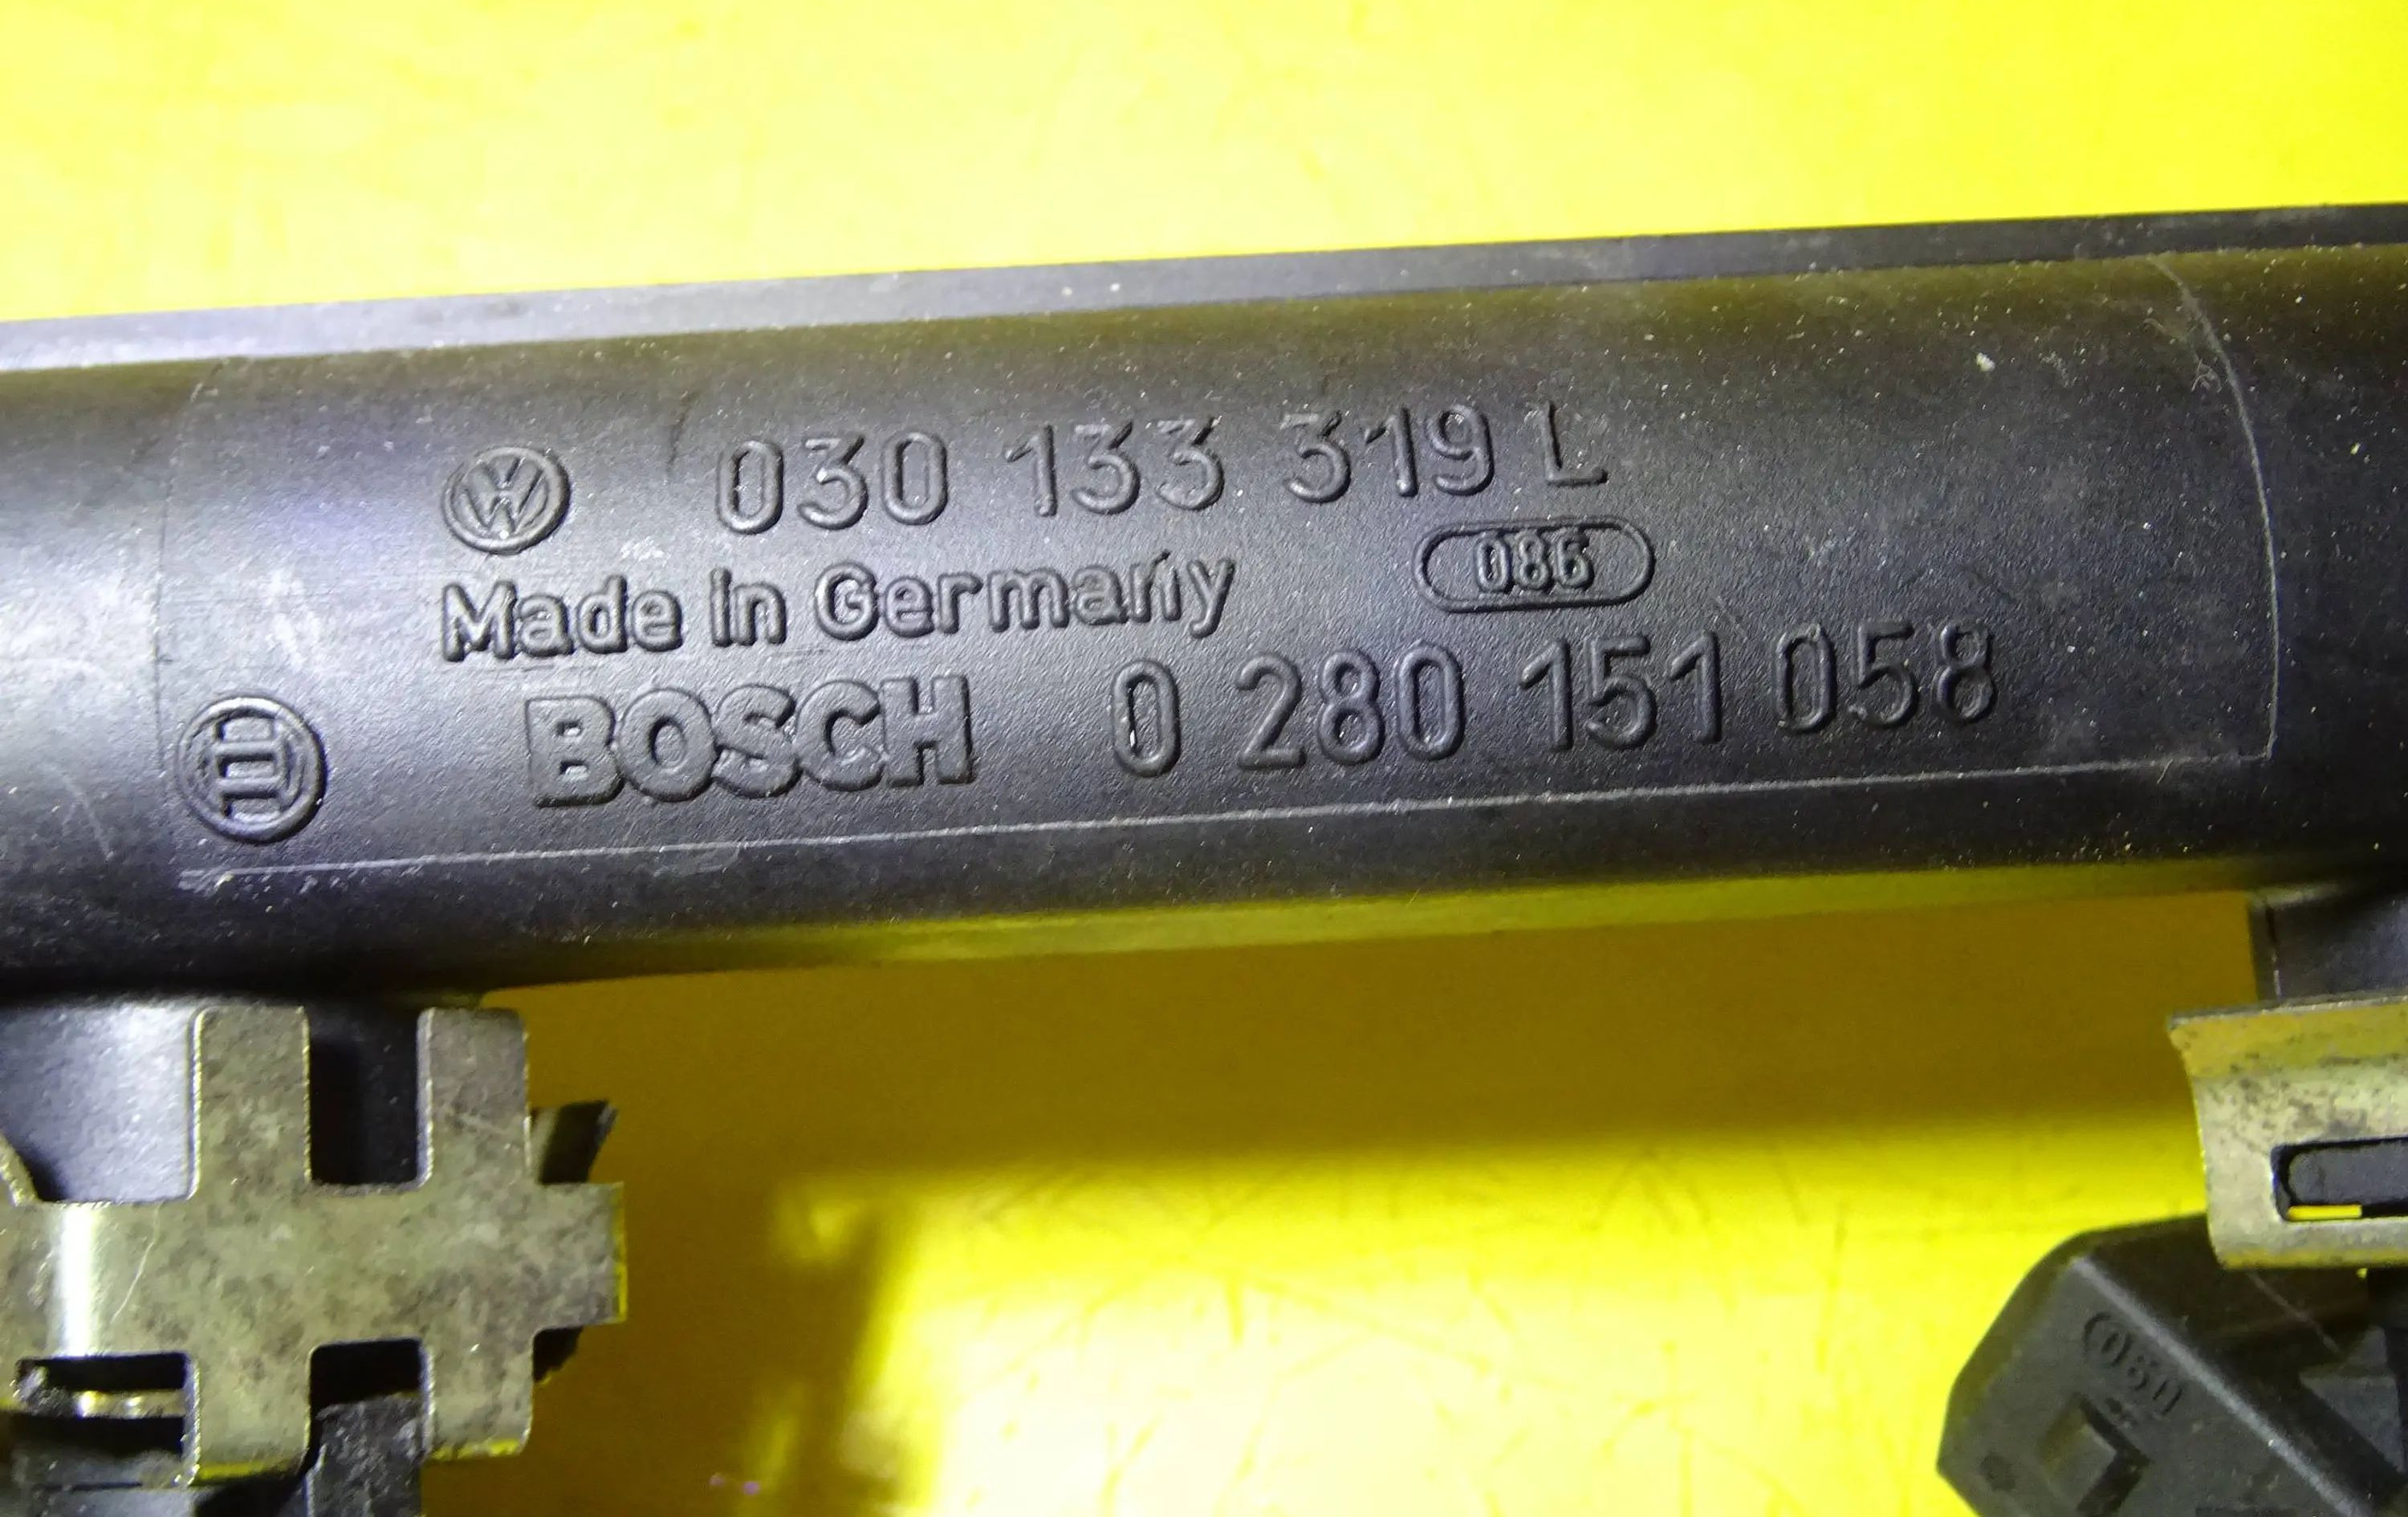 030 133 319 L
Made in Germany 086
BOSCH 0 280 151 058